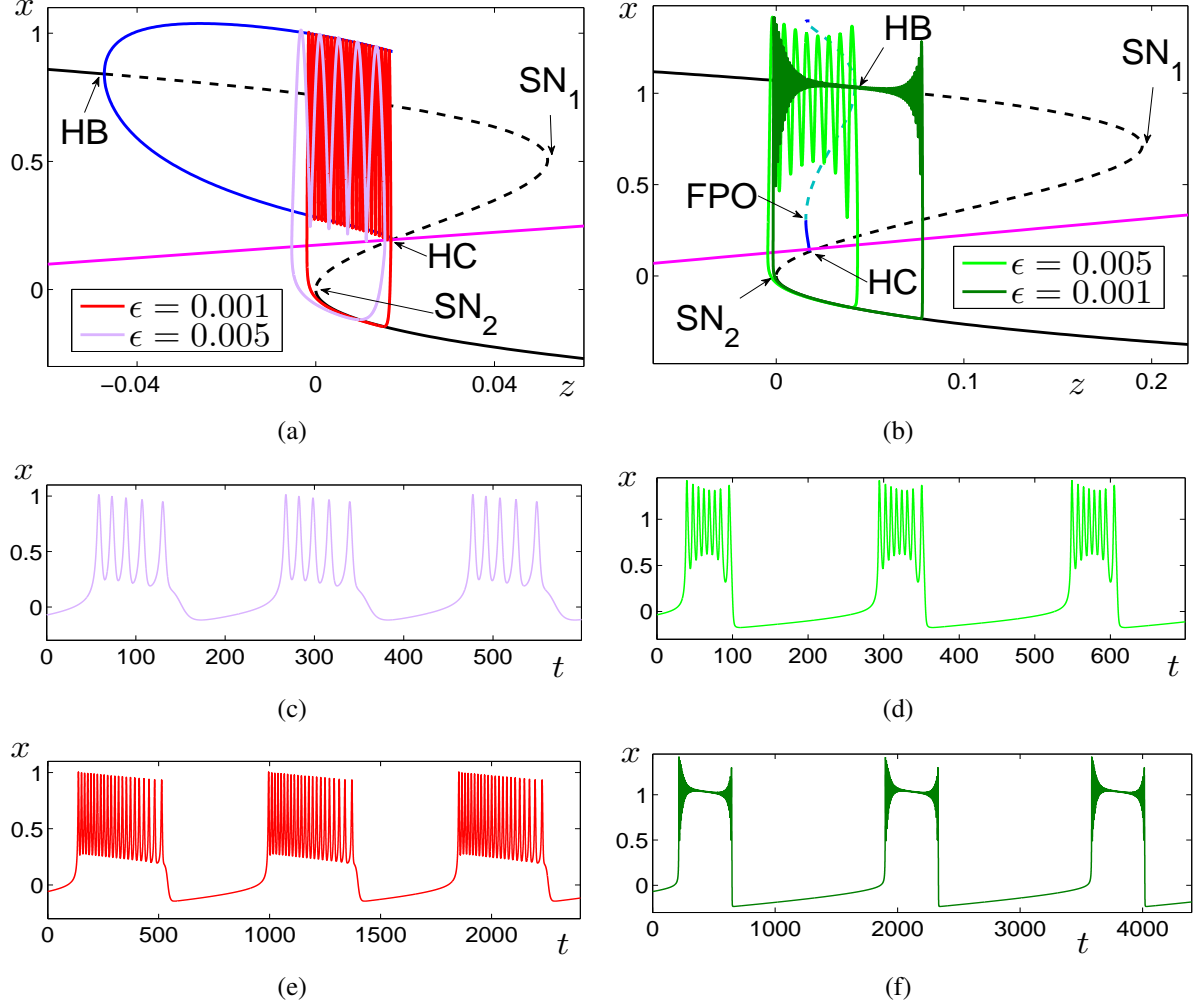 x
1
0.5
0
HB
SN1
HC
SN2
ϵ = 0.001
ϵ = 0.005
−0.04
0
0.04
z
(a)
x
1
0.5
0
HB
SN1
FPO
HC
SN2
ϵ = 0.005
ϵ = 0.001
0
0.1
0.2
z
(b)
x
1
0.5
0
0
100
200
300
400
500
t
(c)
x
1
0.5
0
0
100
200
300
400
500
600
t
(d)
x
1
0.5
0
0
500
1000
1500
2000
t
(e)
x
1
0.5
0
0
1000
2000
3000
4000
t
(f)